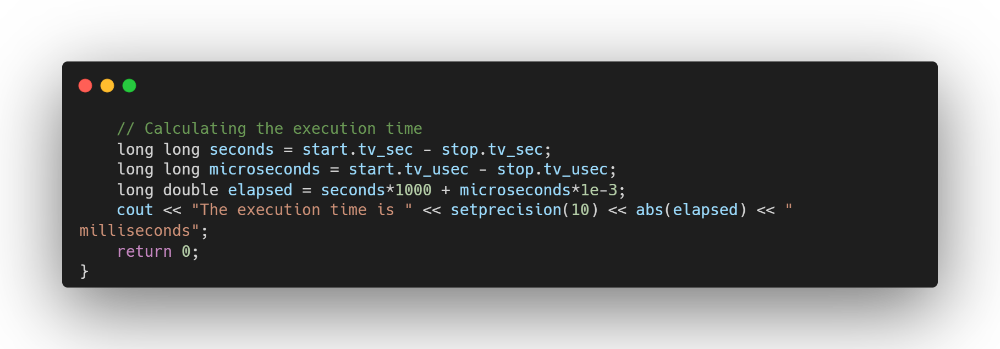 // Calculating the execution time
long long seconds = start.tv_sec - stop.tv_sec;
long long microseconds = start.tv_usec - stop.tv_usec;
long double elapsed = seconds*1000 + microseconds*1e-3;
cout << "The execution time is " << setprecision(10) << abs(elapsed) << "
milliseconds";
return 0;
}